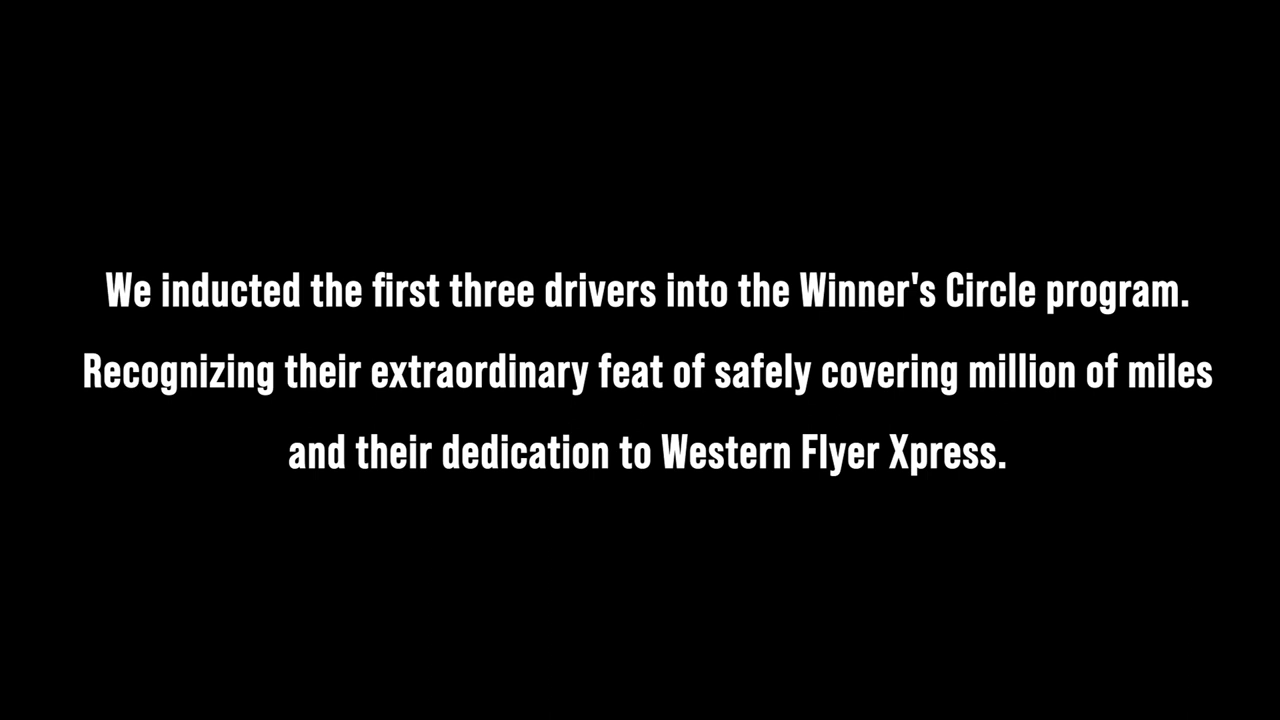 We inducted the first three drivers into the Winner's Circle program.
Recognizing their extraordinary feat of safely covering million of miles
and their dedication to Western Flyer Xpress.